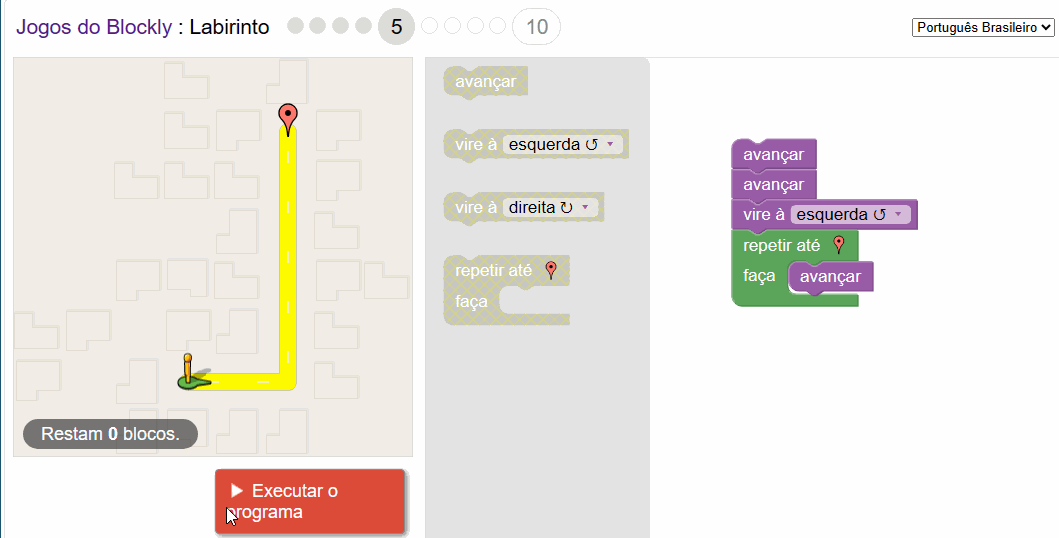 Jogos do Blockly : Labirinto 5 10 Português Brasileiro
avançar
vire à esquerda ↺
vire à direita ↻
repetir até
faça
avançar
avançar
vire à esquerda ↺
repetir até
faça avançar
Restam 0 blocos.
Executar o
programa